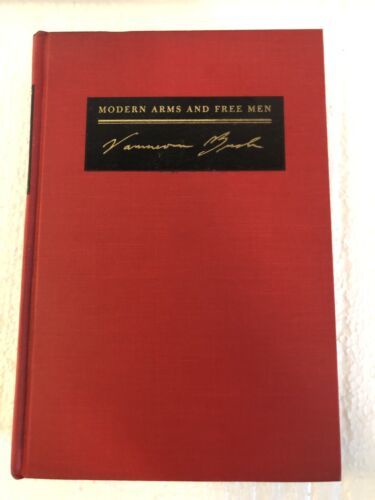 MODERN ARMS AND FREE MEN
Vannevar Bush